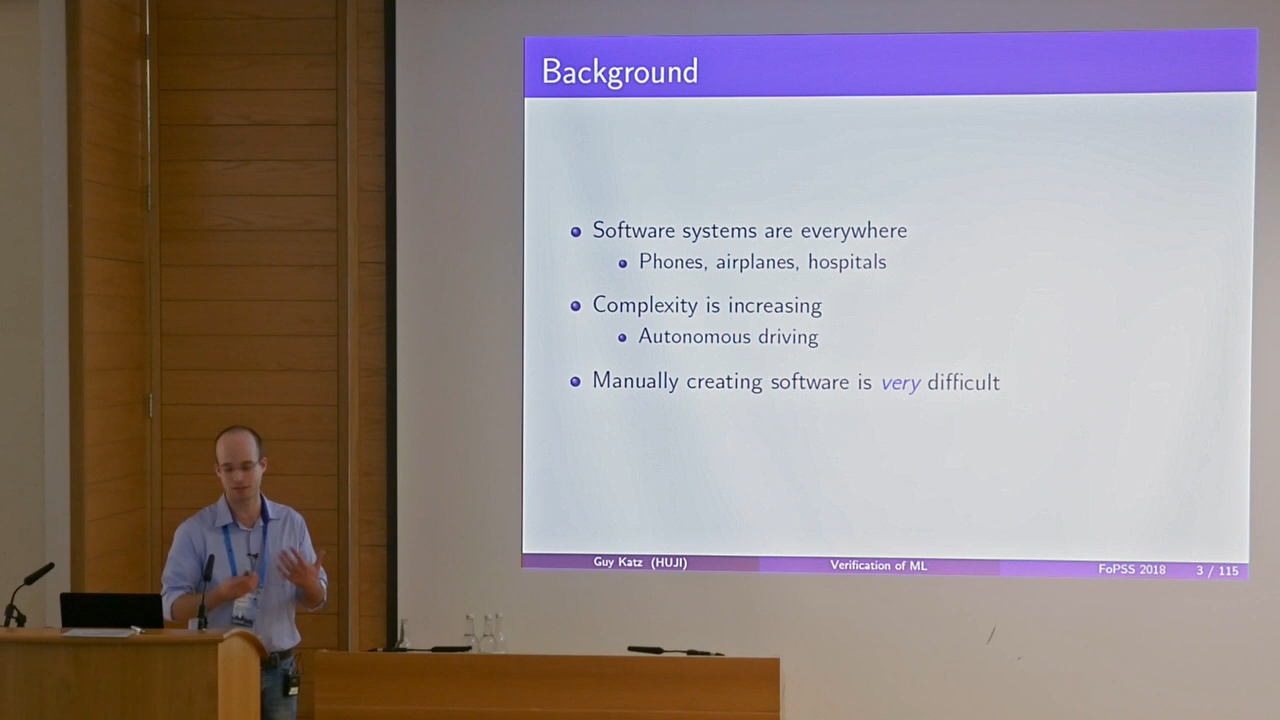 Background
Software systems are everywhere
Phones, airplanes, hospitals
Complexity is increasing
Autonomous driving
Manually creating software is very difficult
Guy Katz (HUJI)
Verification of ML
FoPSS 2018
3 / 115